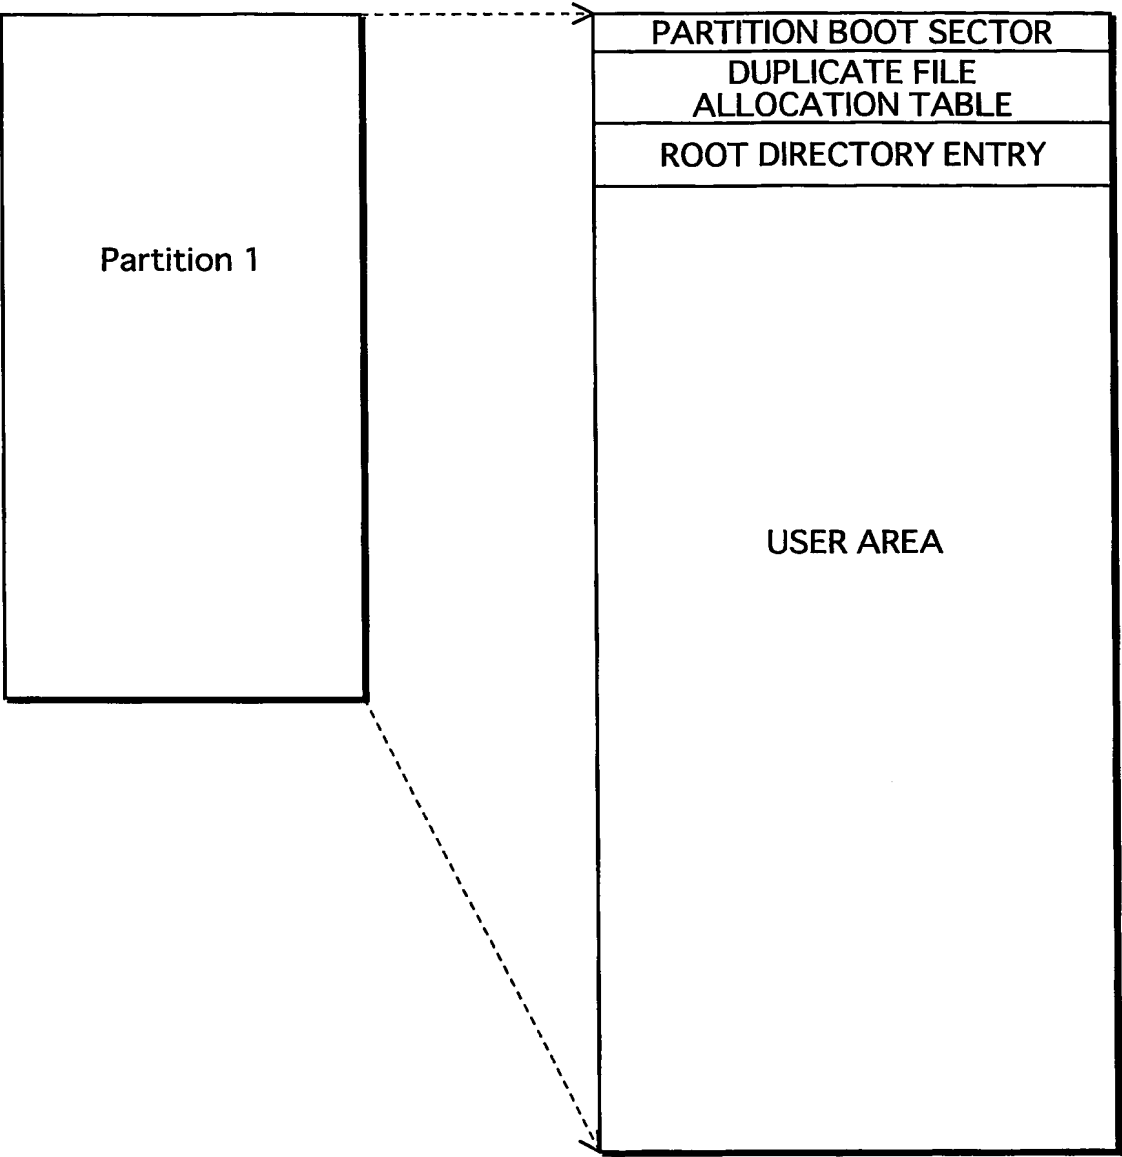 PARTITION BOOT SECTOR
DUPLICATE FILE
ALLOCATION TABLE
ROOT DIRECTORY ENTRY
Partition 1
USER AREA